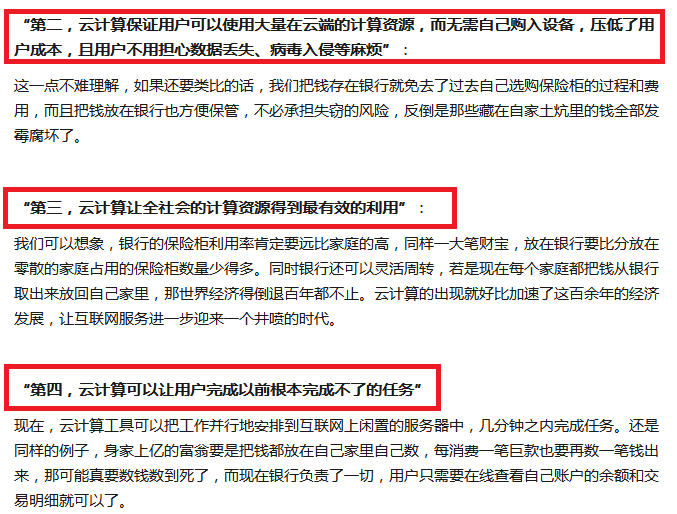 “第二，云计算保证用户可以使用大量在云端的计算资源，而无需自己购入设备，压低了用
户成本，且用户不用担心数据丢失、病毒入侵等麻烦”：
这一点不难理解，如果还要类比的话，我们把钱存在银行就免去了过去自己选购保险柜的过程和费
用，而且把钱放在银行也方便保管，不必承担失窃的风险，反倒是那些藏在自家土炕里的钱全部发
霉腐坏了。
“第三，云计算让全社会的计算资源得到最有效的利用”：
我们可以想象，银行的保险柜利用率肯定要远比家庭的高，同样一大笔财宝，放在银行要比分放在
零散的家庭占用的保险柜数量少得多。同时银行还可以灵活周转，若是现在每个家庭都把钱从银行
取出来放回自己家里，那世界经济得倒退百年都不止。云计算的出现就好比加速了这百余年的经济
发展，让互联网服务进一步迎来一个井喷的时代。
“第四，云计算可以让用户完成以前根本完成不了的任务”
现在，云计算工具可以把工作并行地安排到互联网上闲置的服务器中，几分钟之内完成任务。还是
同样的例子，身家上亿的富翁要是把钱都放在自己家里自己数，每消费一笔巨款也要再数一笔钱出
来，那可能真要数钱数到死了，而现在银行负责了一切，用户只需要在线查看自己账户的余额和交
易明细就可以了。